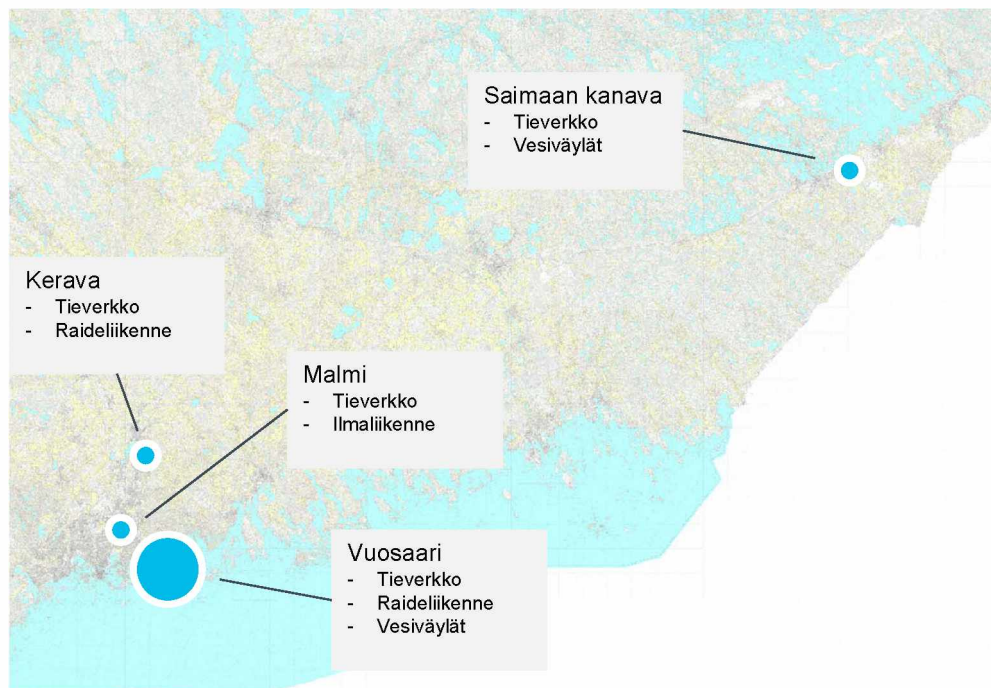 Saimaan kanava
- Tieverkko
- Vesiväylät
Kerava
- Tieverkko
- Raideliikenne
Malmi
- Tieverkko
- Ilmaliikenne
Vuosaari
- Tieverkko
- Raideliikenne
- Vesiväylät